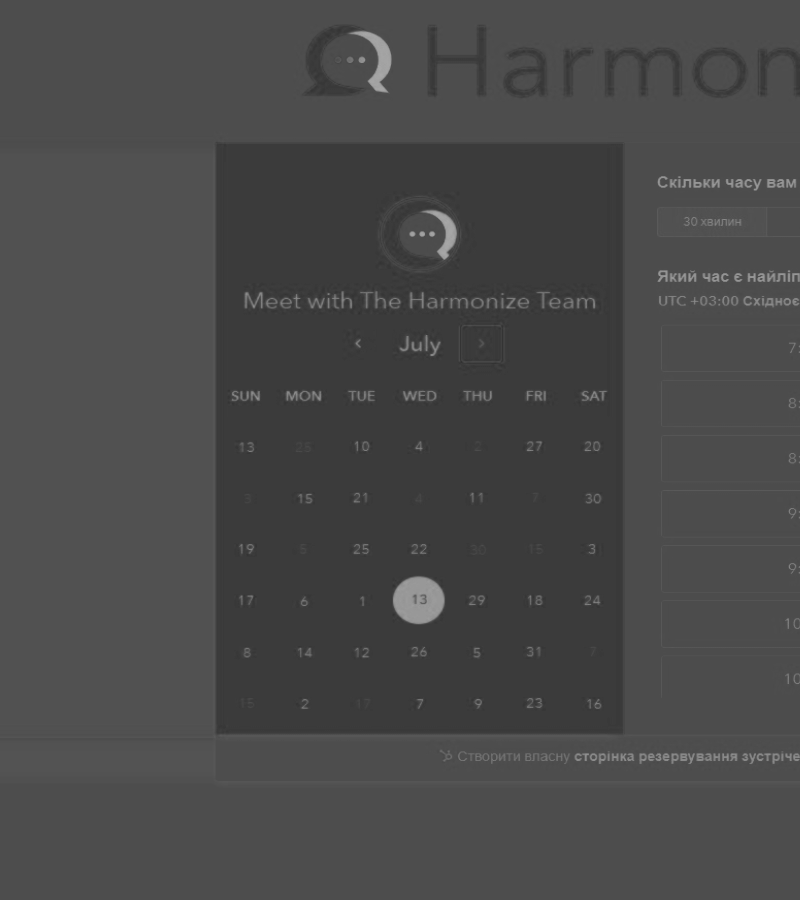 Harmon
Скільки часу вам
30 хвилин
Meet with The Harmonize Team
Який час є найліп
UTC +03:00 Східноє
‹ July ›
SUN MON TUE WED THU FRI SAT
13 25 10 4 2 27 20
3 15 21 4 11 7 30
19 5 25 22 30 15 3
17 6 1 13 29 18 24
8 14 12 26 5 31 7
15 2 17 7 9 23 16
7:
8:
8:
9:
9:
10
10
Створити власну сторінка резервування зустріче